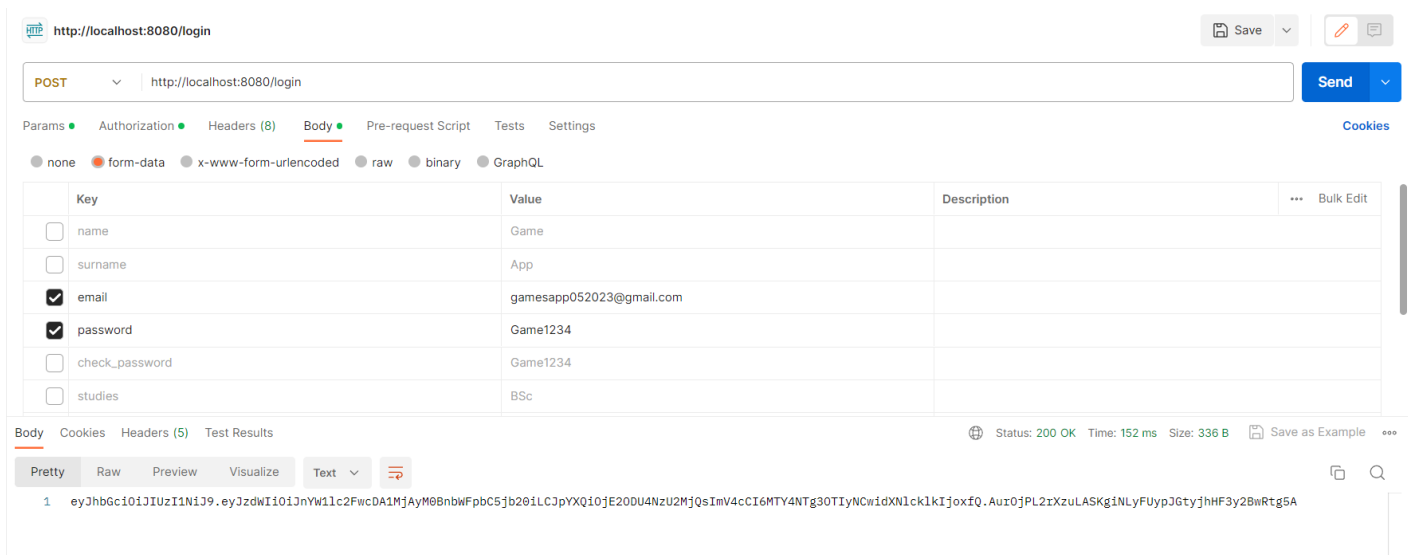 HTTP http://localhost:8080/login Save
POST http://localhost:8080/login Send
Params Authorization Headers (8) Body Pre-request Script Tests Settings Cookies
none form-data x-www-form-urlencoded raw binary GraphQL
Key Value Description Bulk Edit
name Game
surname App
email gamesapp052023@gmail.com
password Game1234
check_password Game1234
studies BSc
Body Cookies Headers (5) Test Results Status: 200 OK Time: 152 ms Size: 336 B Save as Example
Pretty Raw Preview Visualize Text
1 eyJhbGciOiJIUzI1NiJ9.eyJzdWIiOiJnYW1lc2FwcDA1MjAyM0BnbWFpbC5jb20iLCJpYXQiOjE2ODU4NzU2MjQsImV4cCI6MTY4NTg3OTIyNCwidXNlcklkIjoxfQ.AurOjPL2rXzuLASKgiNLyFUypJGtyjhHF3y2BwRtg5A